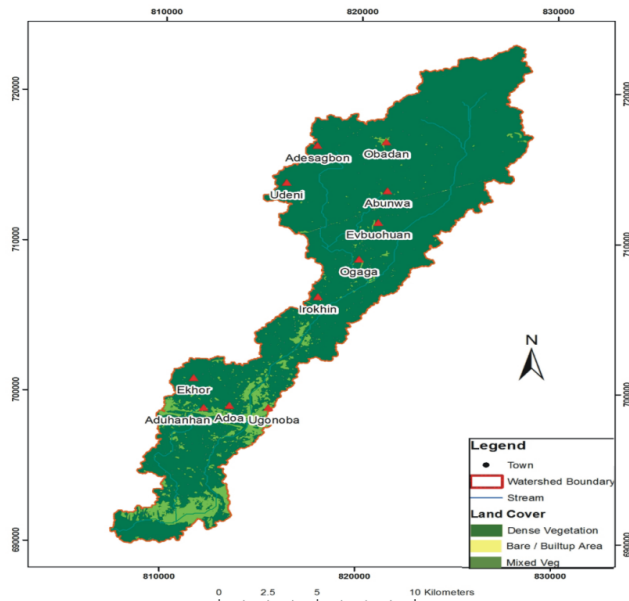 810000 820000 830000
720000 720000
Adesagbon Obadan
Udeni
Abunwa
Evbuohuan
710000 710000
Ogaga
Irokhin
N
Ekhor
700000 700000
Aduhanhan Adoa Ugonoba
Legend
Town
Watershed Boundary
Stream
Land Cover
Dense Vegetation
Bare / Builtup Area
Mixed Veg
690000 690000
810000 820000 830000
0 2.5 5 10 Kilometers